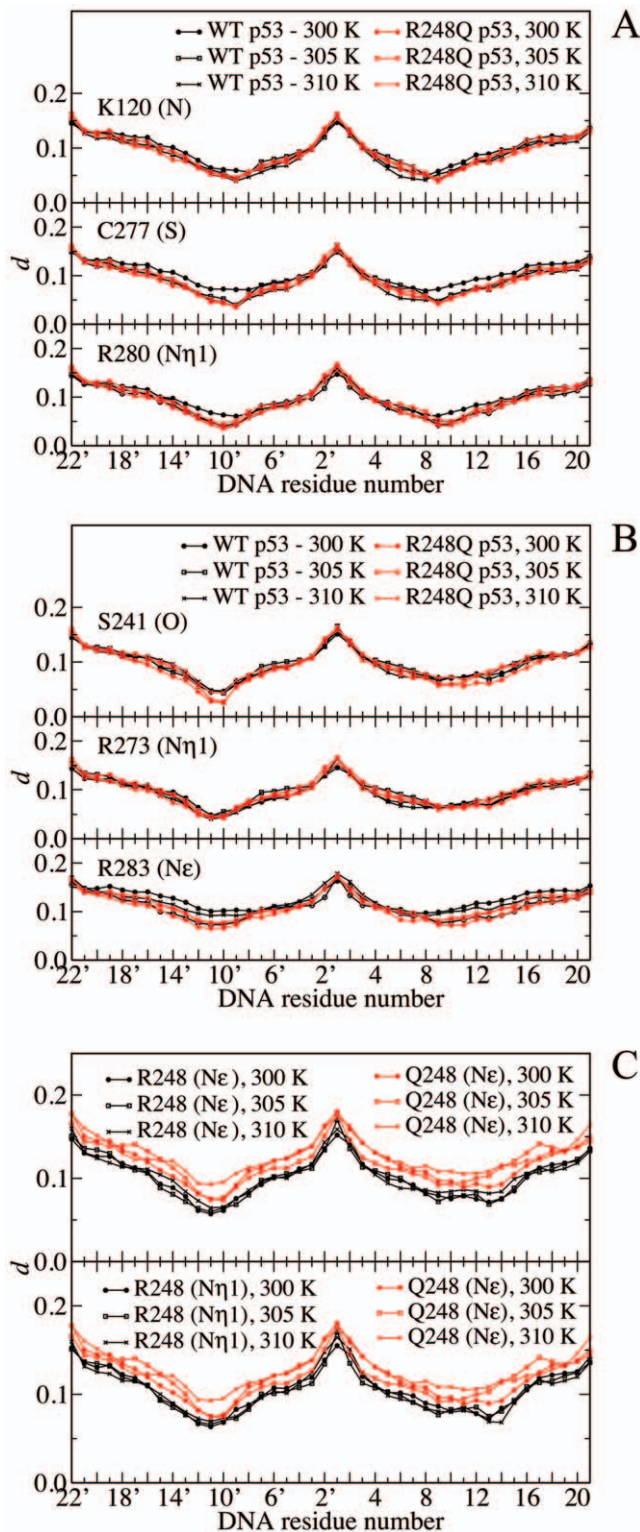 A
WT p53 - 300 K R248Q p53, 300 K
WT p53 - 305 K R248Q p53, 305 K
WT p53 - 310 K R248Q p53, 310 K
0.2
K120 (N)
0.1
0.0
0.2
C277 (S)
d
0.1
0.0
0.2
R280 (Nη1)
0.1
0.0
22’ 18’ 14’ 10’ 6’ 2’ 4 8 12 16 20
DNA residue number
B
WT p53 - 300 K R248Q p53, 300 K
WT p53 - 305 K R248Q p53, 305 K
WT p53 - 310 K R248Q p53, 310 K
0.2
S241 (O)
0.1
0.0
0.2
R273 (Nη1)
d
0.1
0.0
0.2
R283 (Nε)
0.1
0.0
22’ 18’ 14’ 10’ 6’ 2’ 4 8 12 16 20
DNA residue number
C
R248 (Nε), 300 K Q248 (Nε), 300 K
R248 (Nε), 305 K Q248 (Nε), 305 K
R248 (Nε), 310 K Q248 (Nε), 310 K
0.2
0.1
0.0
d
R248 (Nη1), 300 K Q248 (Nε), 300 K
R248 (Nη1), 305 K Q248 (Nε), 305 K
R248 (Nη1), 310 K Q248 (Nε), 310 K
0.2
0.1
0.0
22’ 18’ 14’ 10’ 6’ 2’ 4 8 12 16 20
DNA residue number